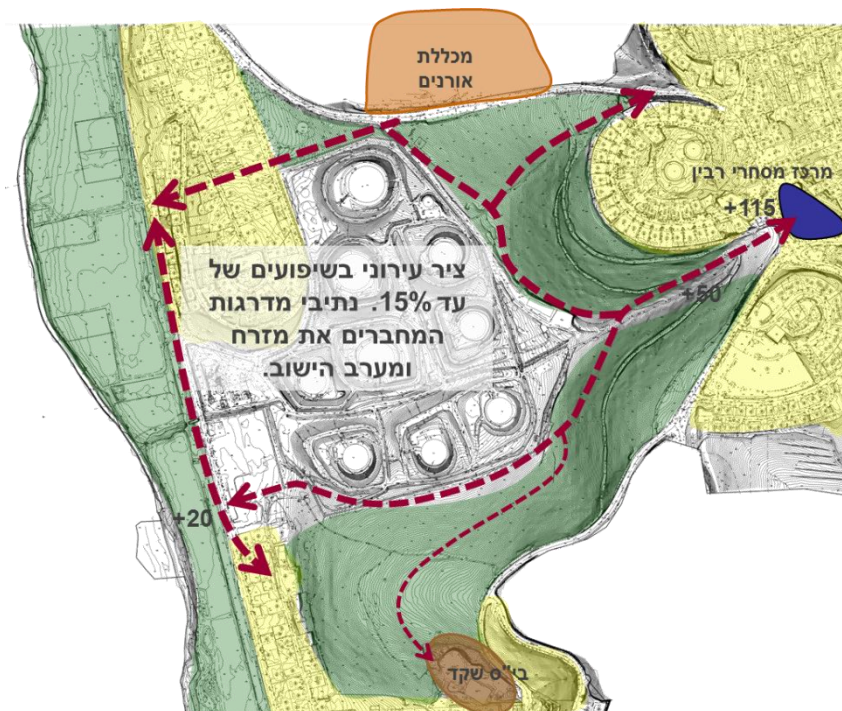 מכללת
אורנים
מרכז מסחרי רבין
+115
+50
ציר עירוני בשיפועים של
עד 15%. נתיבי מדרגות
המחברים את מזרח
ומערב הישוב.
+20
בי"ס שקד